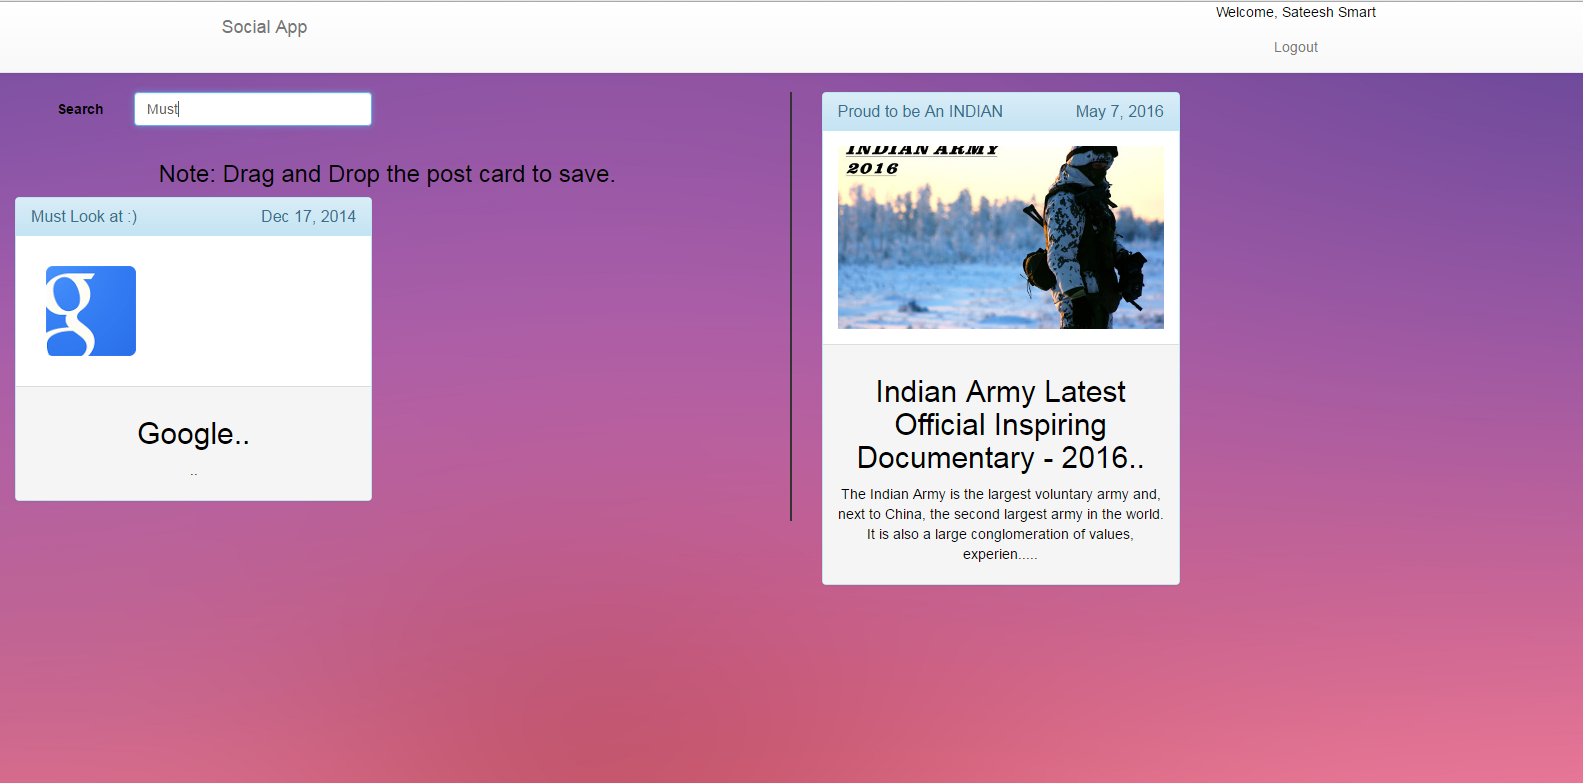 Social App
Welcome, Sateesh Smart
Logout
Search
Must
Note: Drag and Drop the post card to save.
Must Look at :)
Dec 17, 2014
g
Google..
..
Proud to be An INDIAN
May 7, 2016
INDIAN ARMY
2016
Indian Army Latest
Official Inspiring
Documentary - 2016..
The Indian Army is the largest voluntary army and,
next to China, the second largest army in the world.
It is also a large conglomeration of values,
experien.....